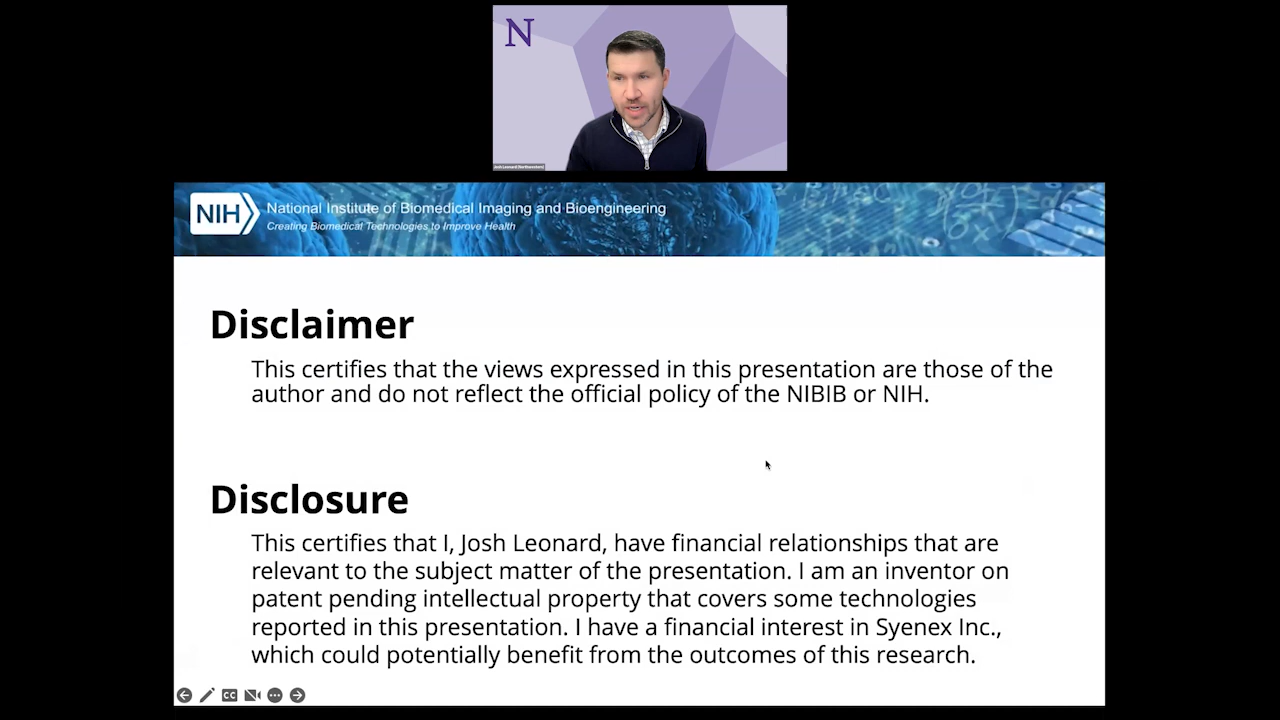 N
Josh Leonard (Northwestern)
NIH
National Institute of Biomedical Imaging and Bioengineering
Creating Biomedical Technologies to Improve Health
Disclaimer
This certifies that the views expressed in this presentation are those of the
author and do not reflect the official policy of the NIBIB or NIH.
Disclosure
This certifies that I, Josh Leonard, have financial relationships that are
relevant to the subject matter of the presentation. I am an inventor on
patent pending intellectual property that covers some technologies
reported in this presentation. I have a financial interest in Syenex Inc.,
which could potentially benefit from the outcomes of this research.
CC